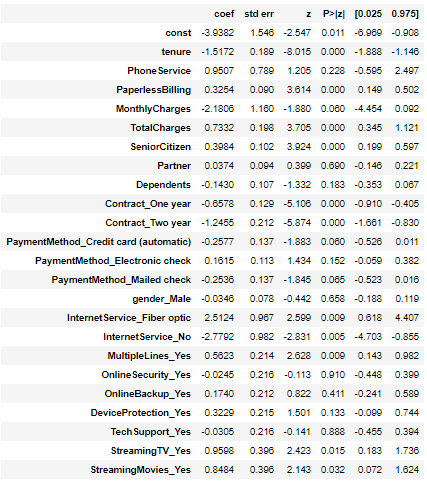 coef std err z P>|z| [0.025 0.975]
const -3.9382 1.546 -2.547 0.011 -6.969 -0.908
tenure -1.5172 0.189 -8.015 0.000 -1.888 -1.146
PhoneService 0.9507 0.789 1.205 0.228 -0.595 2.497
PaperlessBilling 0.3254 0.090 3.614 0.000 0.149 0.502
MonthlyCharges -2.1806 1.160 -1.880 0.060 -4.454 0.092
TotalCharges 0.7332 0.198 3.705 0.000 0.345 1.121
SeniorCitizen 0.3984 0.102 3.924 0.000 0.199 0.597
Partner 0.0374 0.094 0.399 0.690 -0.146 0.221
Dependents -0.1430 0.107 -1.332 0.183 -0.353 0.067
Contract_One year -0.6578 0.129 -5.106 0.000 -0.910 -0.405
Contract_Two year -1.2455 0.212 -5.874 0.000 -1.661 -0.830
PaymentMethod_Credit card (automatic) -0.2577 0.137 -1.883 0.060 -0.526 0.011
PaymentMethod_Electronic check 0.1615 0.113 1.434 0.152 -0.059 0.382
PaymentMethod_Mailed check -0.2536 0.137 -1.845 0.065 -0.523 0.016
gender_Male -0.0346 0.078 -0.442 0.658 -0.188 0.119
InternetService_Fiber optic 2.5124 0.967 2.599 0.009 0.618 4.407
InternetService_No -2.7792 0.982 -2.831 0.005 -4.703 -0.855
MultipleLines_Yes 0.5623 0.214 2.628 0.009 0.143 0.982
OnlineSecurity_Yes -0.0245 0.216 -0.113 0.910 -0.448 0.399
OnlineBackup_Yes 0.1740 0.212 0.822 0.411 -0.241 0.589
DeviceProtection_Yes 0.3229 0.215 1.501 0.133 -0.099 0.744
TechSupport_Yes -0.0305 0.216 -0.141 0.888 -0.455 0.394
StreamingTV_Yes 0.9598 0.396 2.423 0.015 0.183 1.736
StreamingMovies_Yes 0.8484 0.396 2.143 0.032 0.072 1.624